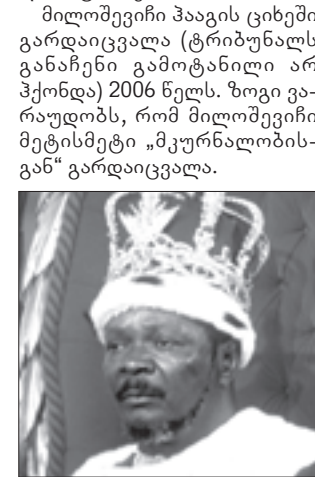 მილოშევიჩი ჰააგის ციხეში
გარდაიცვალა (ტრიბუნალს
განაჩენი გამოტანილი არ
ჰქონდა) 2006 წელს. ზოგი ვა-
რაუდობს, რომ მილოშევიჩი
მეტისმეტი „მკურნალობის-
გან“ გარდაიცვალა.